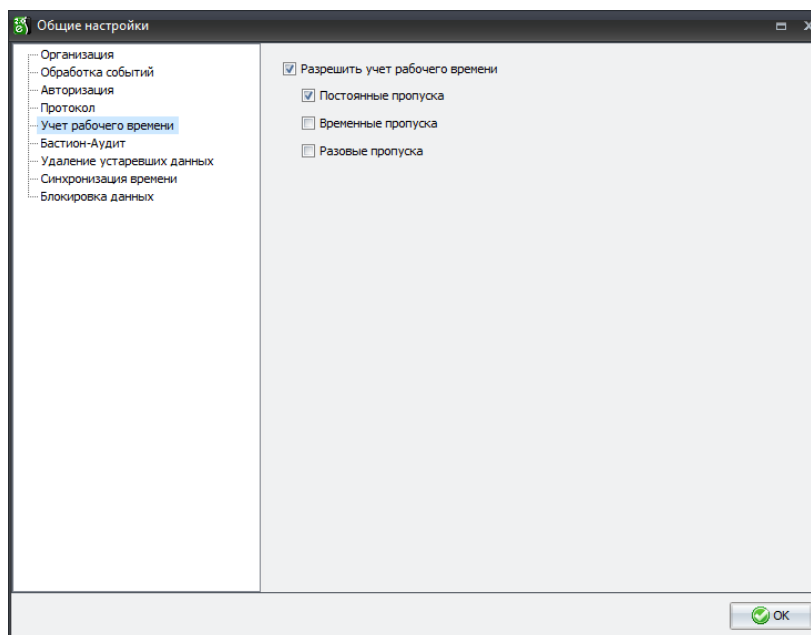 Общие настройки
Организация
Обработка событий
Авторизация
Протокол
Учет рабочего времени
Бастион-Аудит
Удаление устаревших данных
Синхронизация времени
Блокировка данных
Разрешить учет рабочего времени
Постоянные пропуска
Временные пропуска
Разовые пропуска
OK